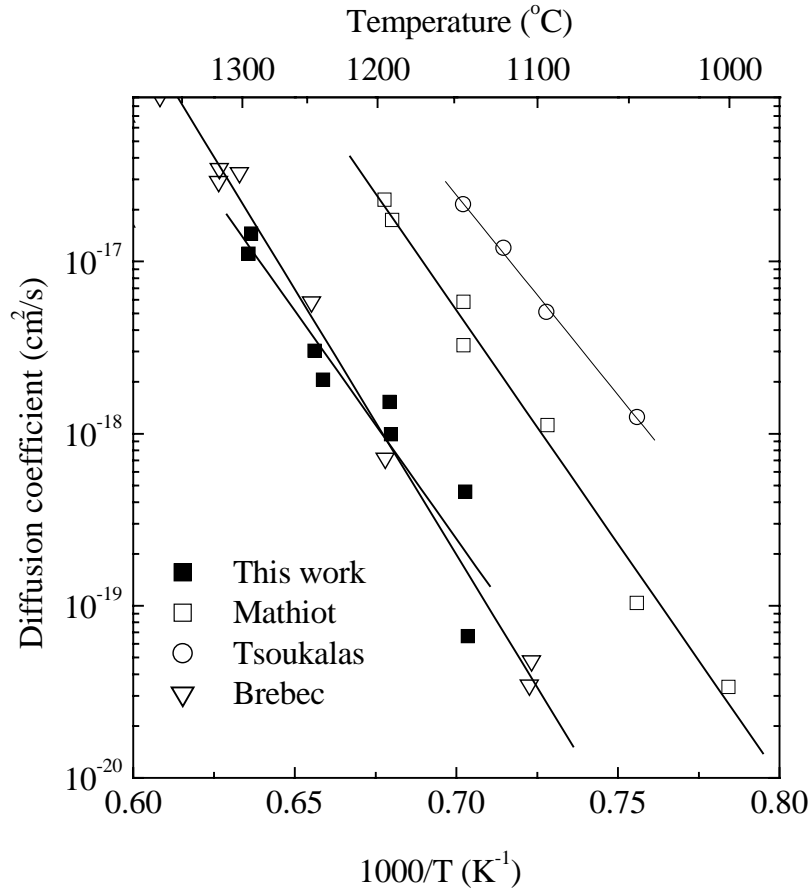 Temperature (°C)
1300 1200 1100 1000
Diffusion coefficient (cm²/s)
10⁻¹⁷
10⁻¹⁸
10⁻¹⁹
10⁻²⁰
This work
Mathiot
Tsoukalas
Brebec
0.60 0.65 0.70 0.75 0.80
1000/T (K⁻¹)